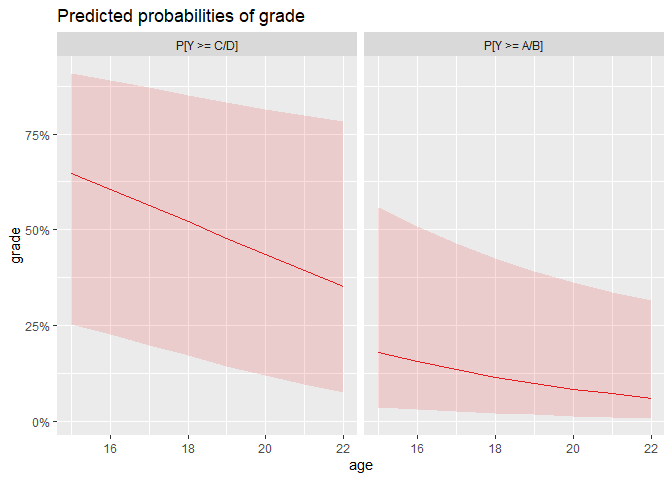 Predicted probabilities of grade
P[Y >= C/D]
P[Y >= A/B]
75%
50%
25%
0%
grade
16
18
20
22
16
18
20
22
age